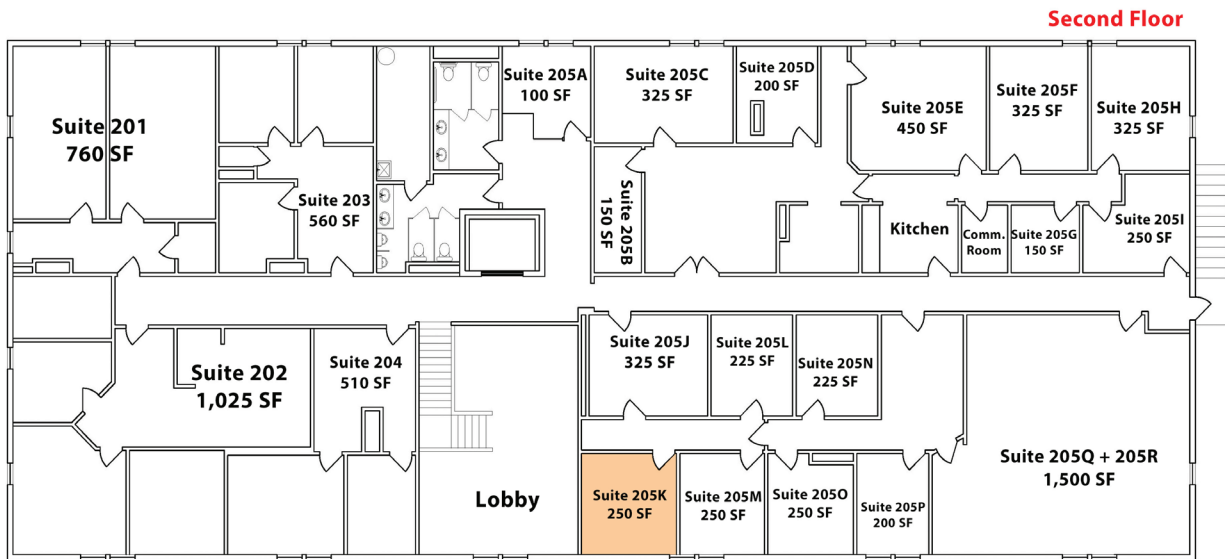 Second Floor
Suite 201
760 SF
Suite 203
560 SF
Suite 205A
100 SF
Suite 205C
325 SF
Suite 205D
200 SF
Suite 205E
450 SF
Suite 205F
325 SF
Suite 205H
325 SF
Suite 205B
150 SF
Kitchen
Comm.
Room
Suite 205G
150 SF
Suite 205I
250 SF
Suite 202
1,025 SF
Suite 204
510 SF
Suite 205J
325 SF
Suite 205L
225 SF
Suite 205N
225 SF
Lobby
Suite 205K
250 SF
Suite 205M
250 SF
Suite 205O
250 SF
Suite 205P
200 SF
Suite 205Q + 205R
1,500 SF